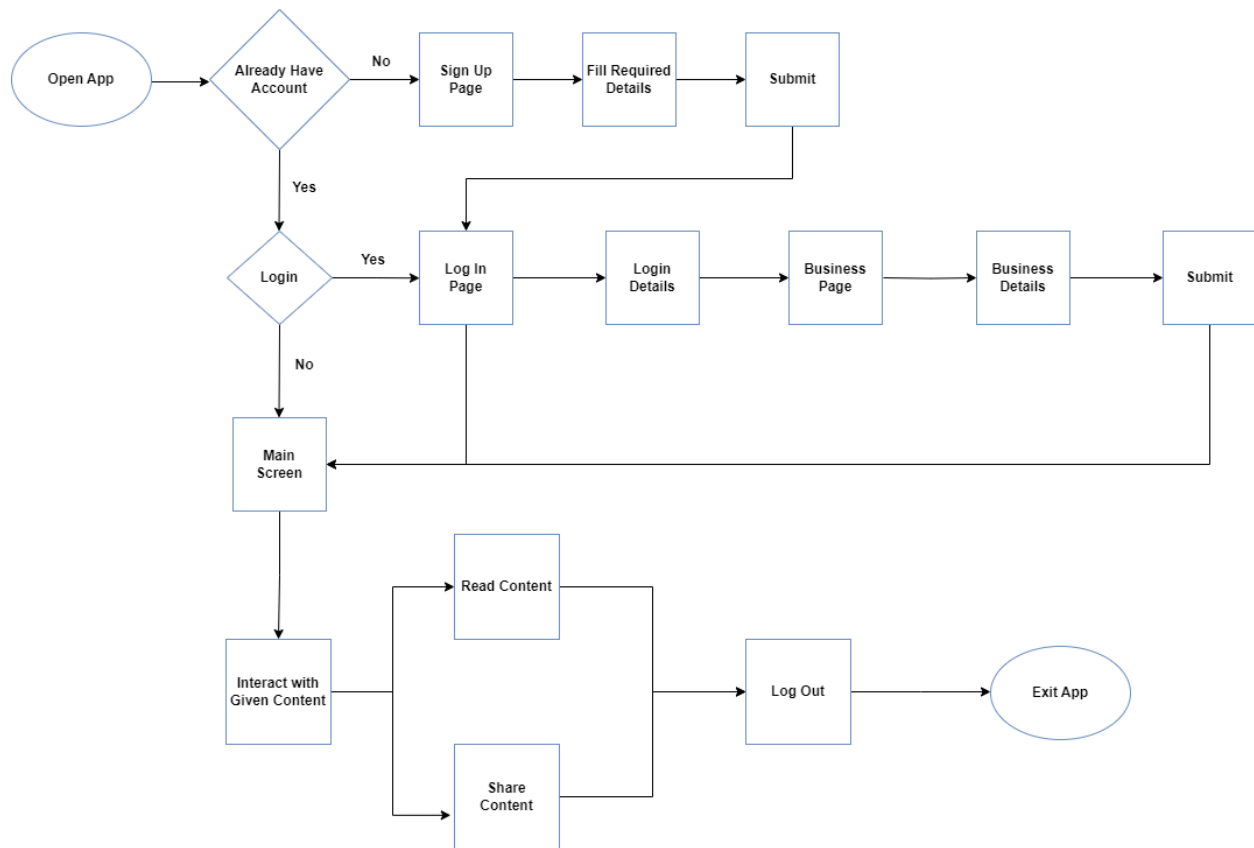 Open App
Already Have
Account
No
Sign Up
Page
Fill Required
Details
Submit
Yes
Login
Yes
Log In
Page
Login
Details
Business
Page
Business
Details
Submit
No
Main
Screen
Read Content
Interact with
Given Content
Log Out
Exit App
Share
Content